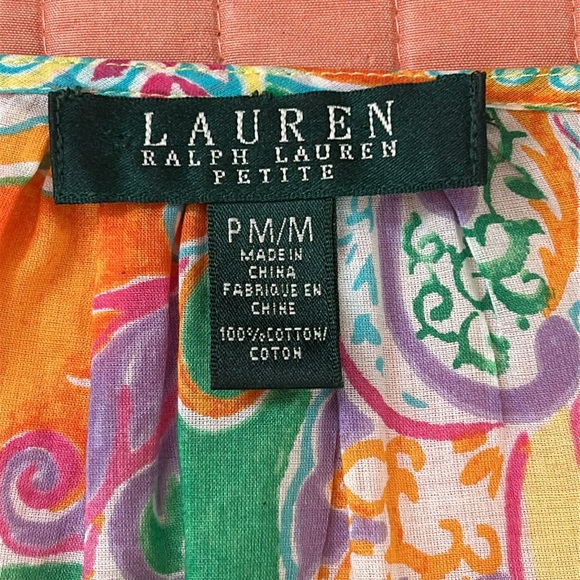 LAUREN
RALPH LAUREN
PETITE
PM/M
MADE IN
CHINA
FABRIQUE EN
CHINE
100% COTTON/
COTON